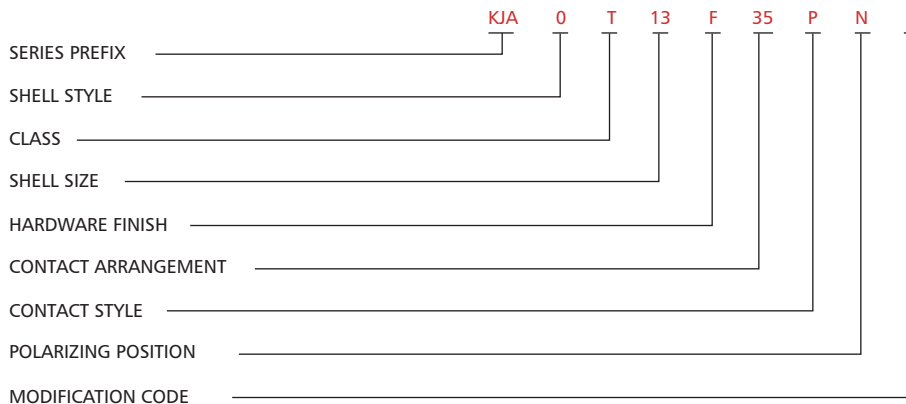 KJA 0 T 13 F 35 P N
SERIES PREFIX
SHELL STYLE
CLASS
SHELL SIZE
HARDWARE FINISH
CONTACT ARRANGEMENT
CONTACT STYLE
POLARIZING POSITION
MODIFICATION CODE